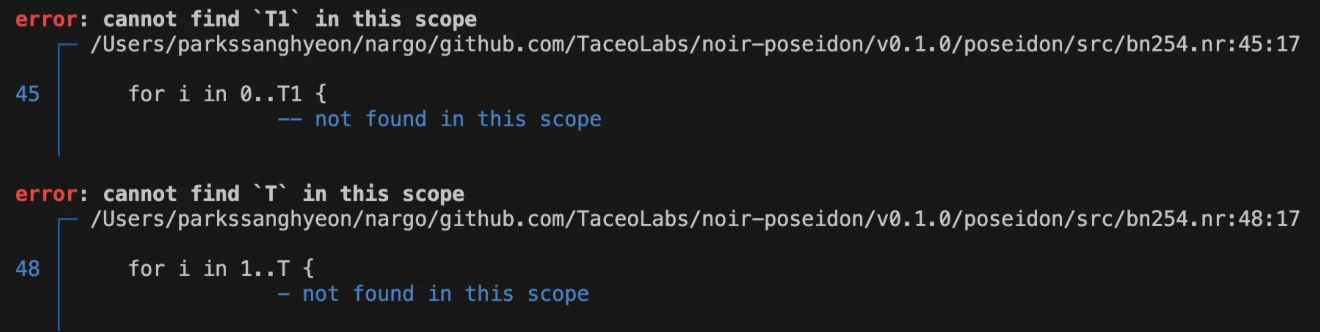 error: cannot find `T1` in this scope
/Users/parkssanghyeon/nargo/github.com/TaceoLabs/noir-poseidon/v0.1.0/poseidon/src/bn254.nr:45:17
45 for i in 0..T1 {
-- not found in this scope
error: cannot find `T` in this scope
/Users/parkssanghyeon/nargo/github.com/TaceoLabs/noir-poseidon/v0.1.0/poseidon/src/bn254.nr:48:17
48 for i in 1..T {
- not found in this scope